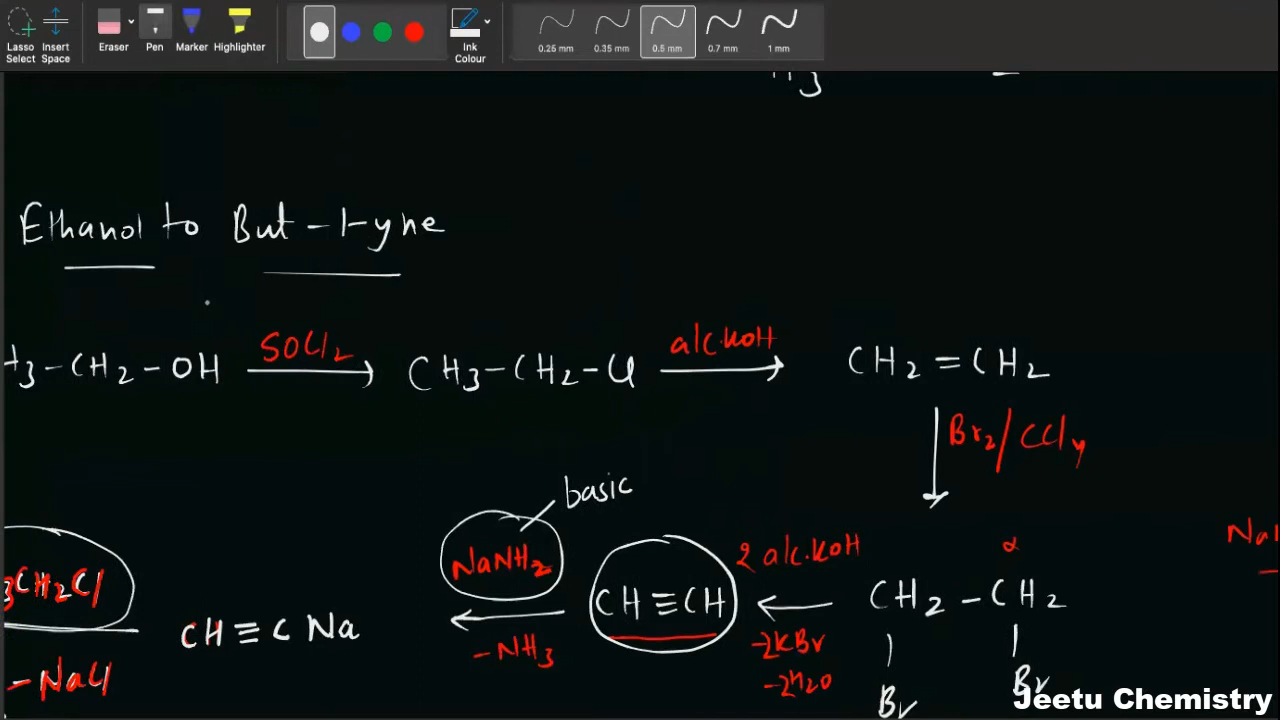 Lasso Select
Insert Space
Eraser
Pen
Marker
Highlighter
Ink Colour
0.25 mm
0.35 mm
0.5 mm
0.7 mm
1 mm
H3
Ethanol to But-1-yne
H3-CH2-OH SOCl2 CH3-CH2-Cl alc.KOH CH2=CH2
Br2/CCl4
basic
3CH2Cl NaNH2 CH≡CH 2 alc.KOH α
CH≡C Na CH2-CH2
-NaCl -NH3 -2KBr
-2H2O
Br Br
Jeetu Chemistry